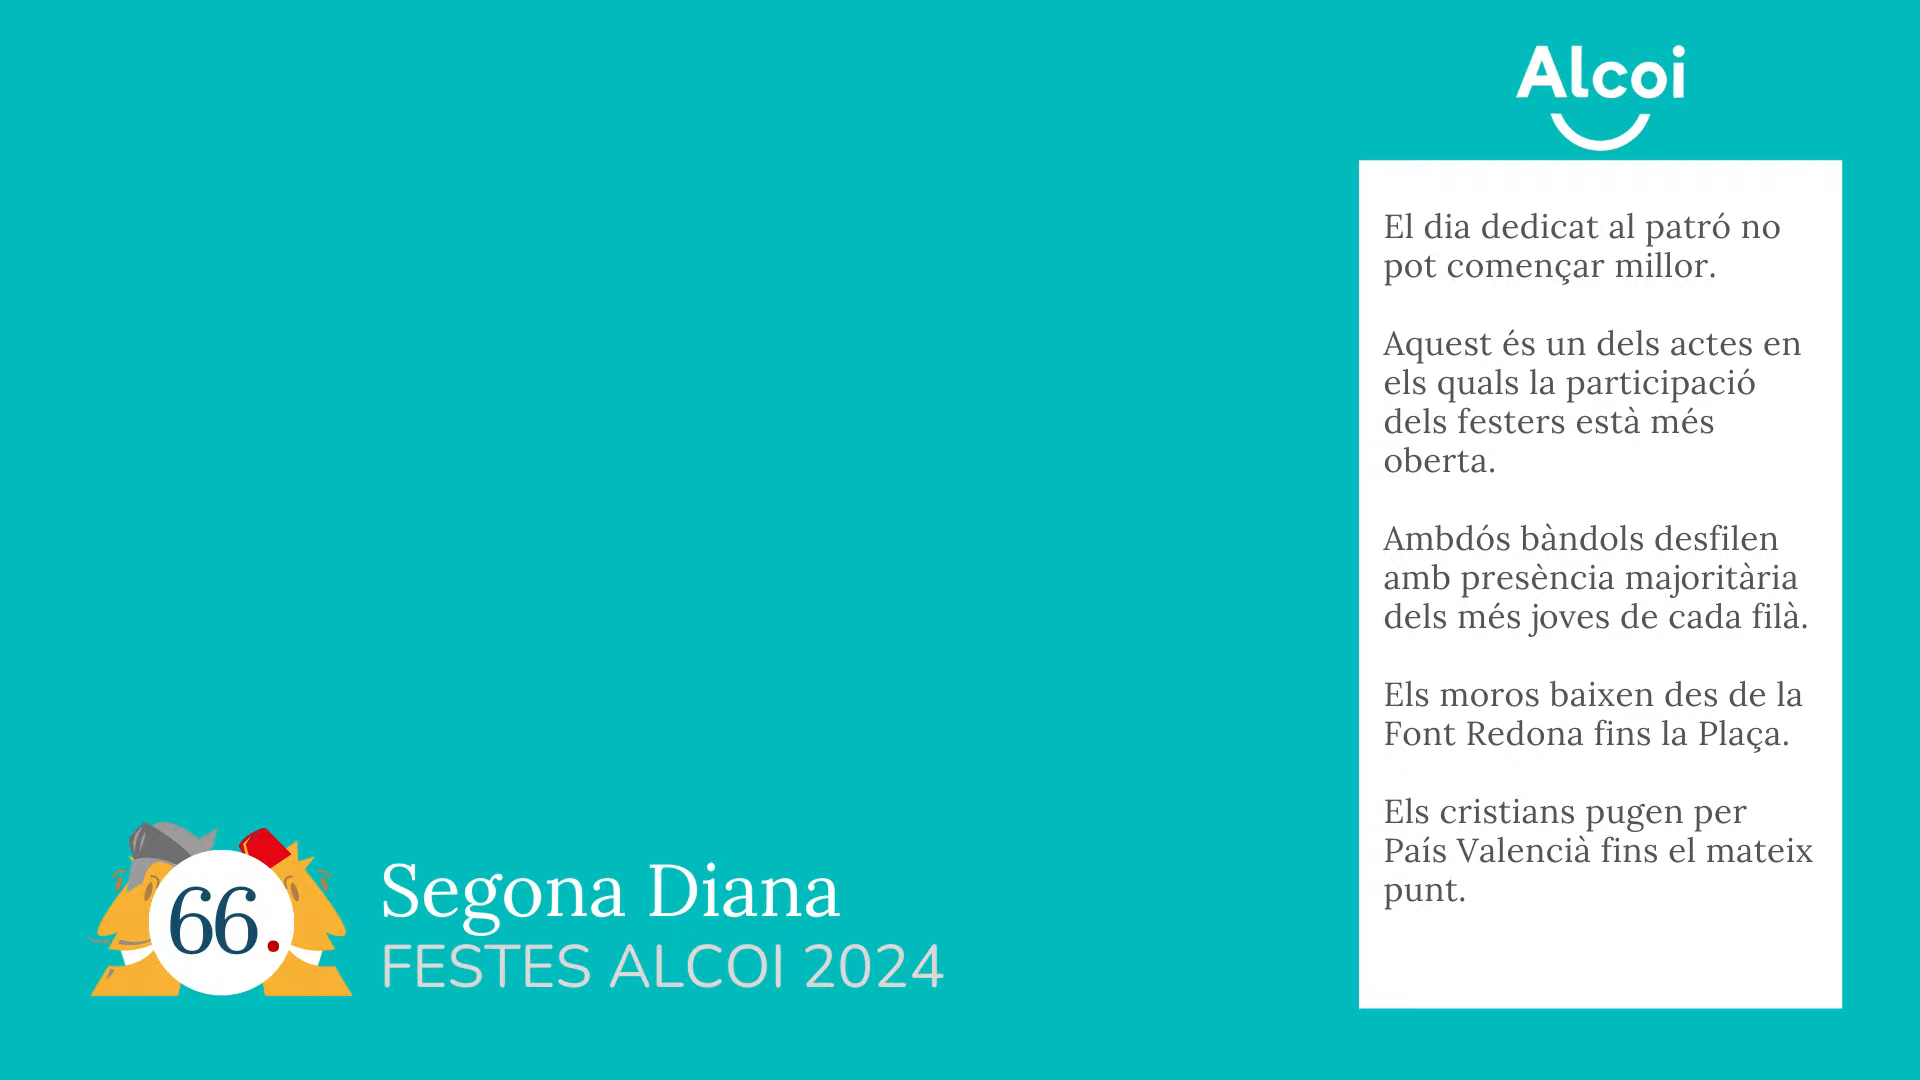 Alcoi
El dia dedicat al patró no
pot començar millor.
Aquest és un dels actes en
els quals la participació
dels festers està més
oberta.
Ambdós bàndols desfilen
amb presència majoritària
dels més joves de cada filà.
Els moros baixen des de la
Font Redona fins la Plaça.
Els cristians pugen per
País Valencià fins el mateix
punt.
66.
Segona Diana
FESTES ALCOI 2024